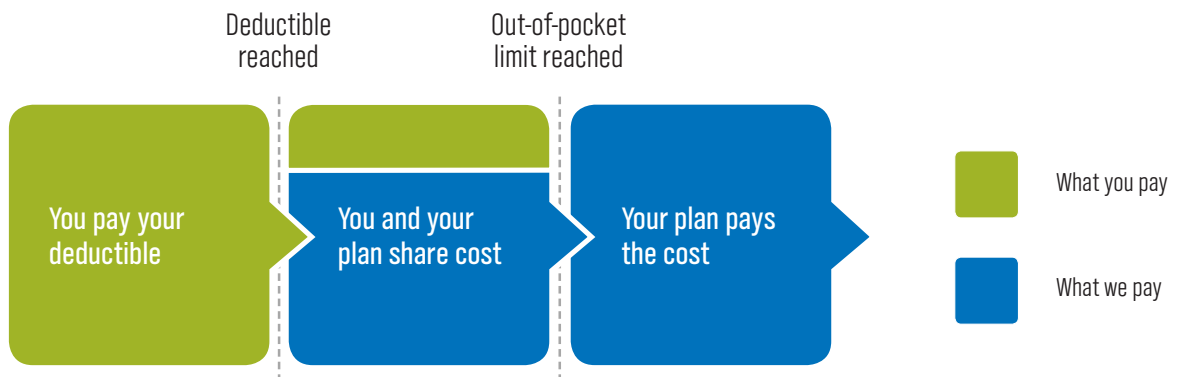 Deductible
reached
Out-of-pocket
limit reached
You pay your
deductible
You and your
plan share cost
Your plan pays
the cost
What you pay
What we pay